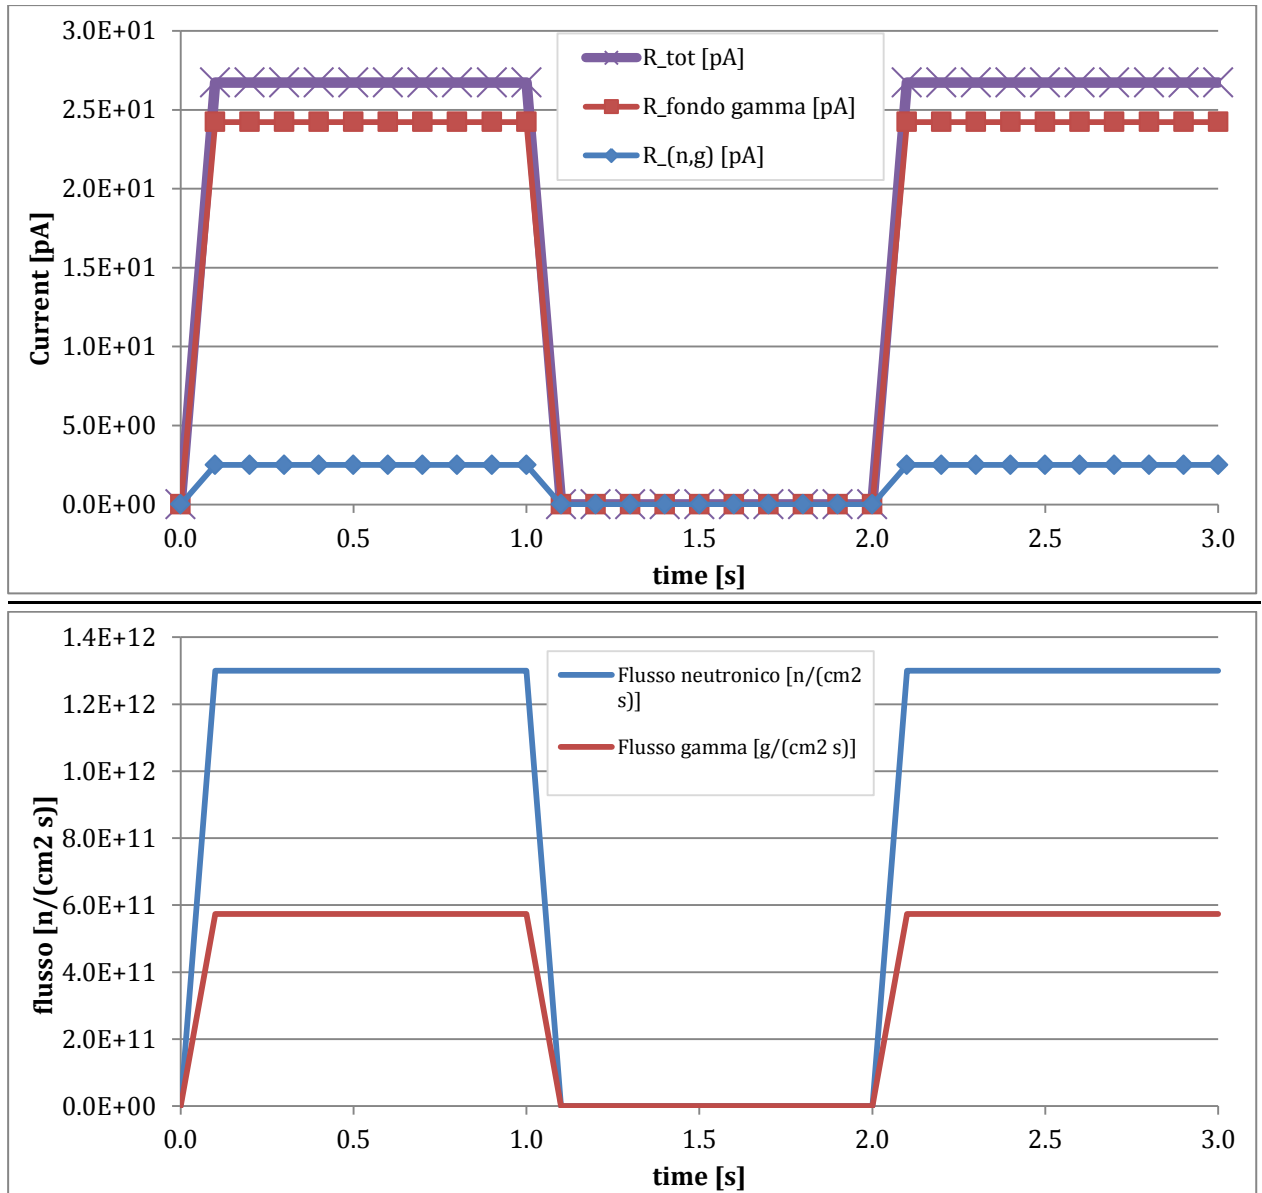 3.0E+01
2.5E+01
2.0E+01
1.5E+01
1.0E+01
5.0E+00
0.0E+00
Current [pA]
R_tot [pA]
R_fondo gamma [pA]
R_(n,g) [pA]
0.0 0.5 1.0 1.5 2.0 2.5 3.0
time [s]
1.4E+12
1.2E+12
1.0E+12
8.0E+11
6.0E+11
4.0E+11
2.0E+11
0.0E+00
flusso [n/(cm2 s)]
Flusso neutronico [n/(cm2
s)]
Flusso gamma [g/(cm2 s)]
0.0 0.5 1.0 1.5 2.0 2.5 3.0
time [s]